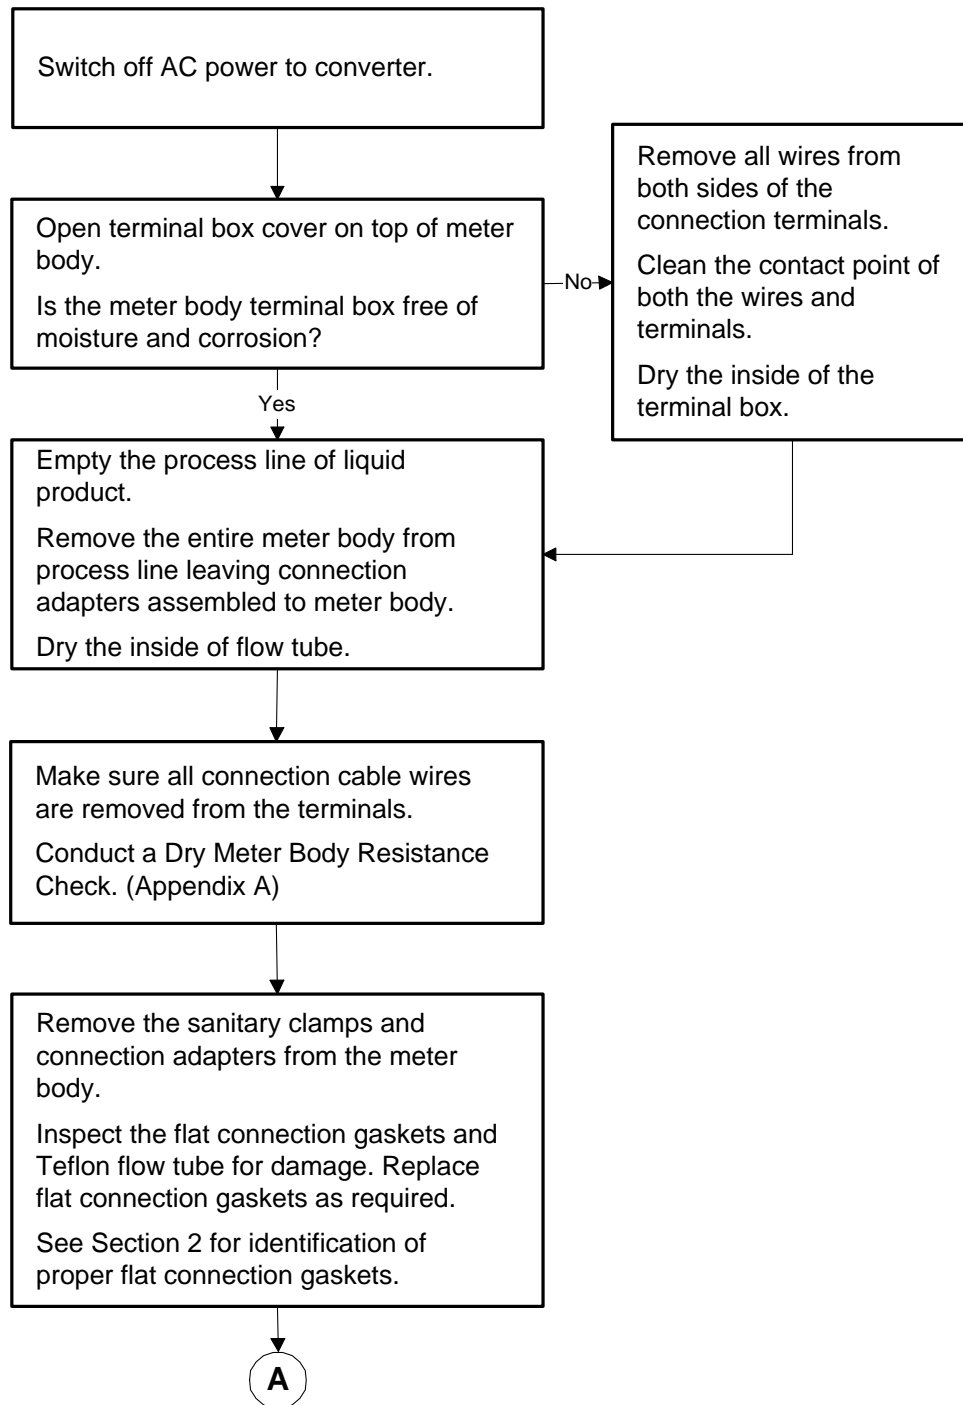 Switch off AC power to converter.
Open terminal box cover on top of meter
body.
Is the meter body terminal box free of
moisture and corrosion?
No
Remove all wires from
both sides of the
connection terminals.
Clean the contact point of
both the wires and
terminals.
Dry the inside of the
terminal box.
Yes
Empty the process line of liquid
product.
Remove the entire meter body from
process line leaving connection
adapters assembled to meter body.
Dry the inside of flow tube.
Make sure all connection cable wires
are removed from the terminals.
Conduct a Dry Meter Body Resistance
Check. (Appendix A)
Remove the sanitary clamps and
connection adapters from the meter
body.
Inspect the flat connection gaskets and
Teflon flow tube for damage. Replace
flat connection gaskets as required.
See Section 2 for identification of
proper flat connection gaskets.
A